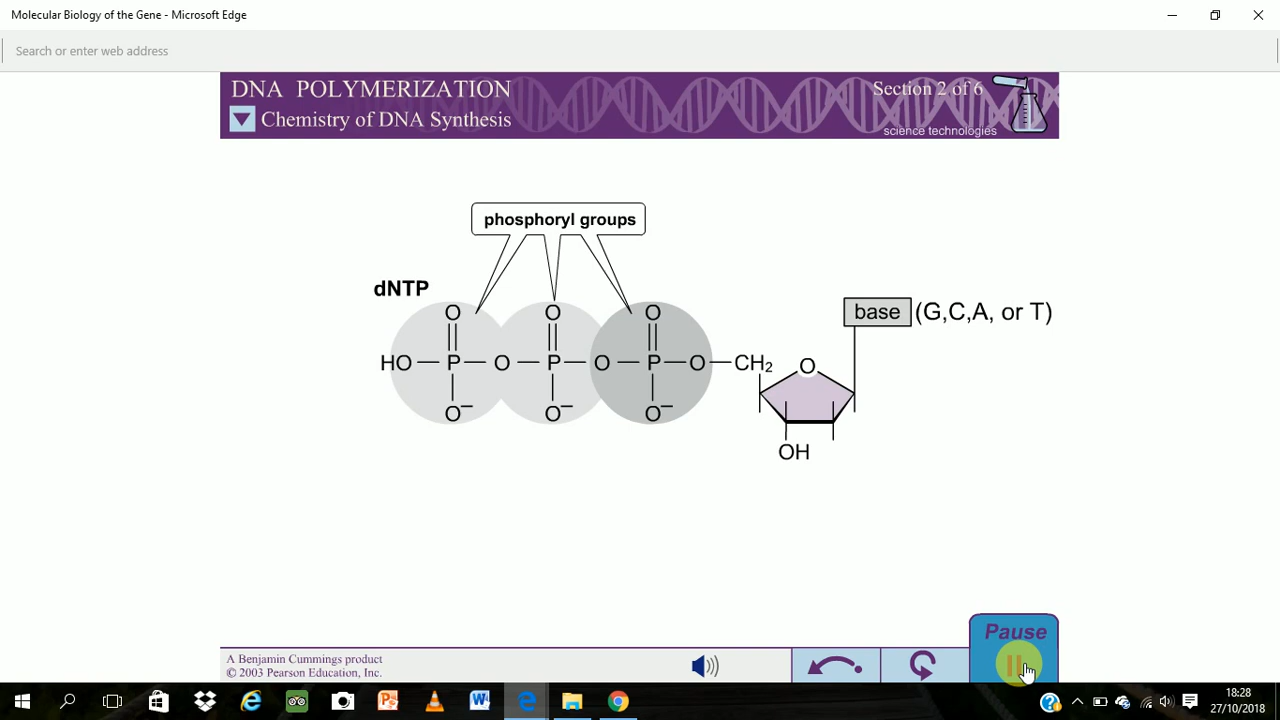 Molecular Biology of the Gene - Microsoft Edge
Search or enter web address
DNA POLYMERIZATION
Section 2 of 6
Chemistry of DNA Synthesis
science technologies
phosphoryl groups
dNTP
base (G,C,A, or T)
O O O
HO P O P O P O CH2 O
O− O− O−
OH
Pause
A Benjamin Cummings product
© 2003 Pearson Education, Inc.
18:28
27/10/2018